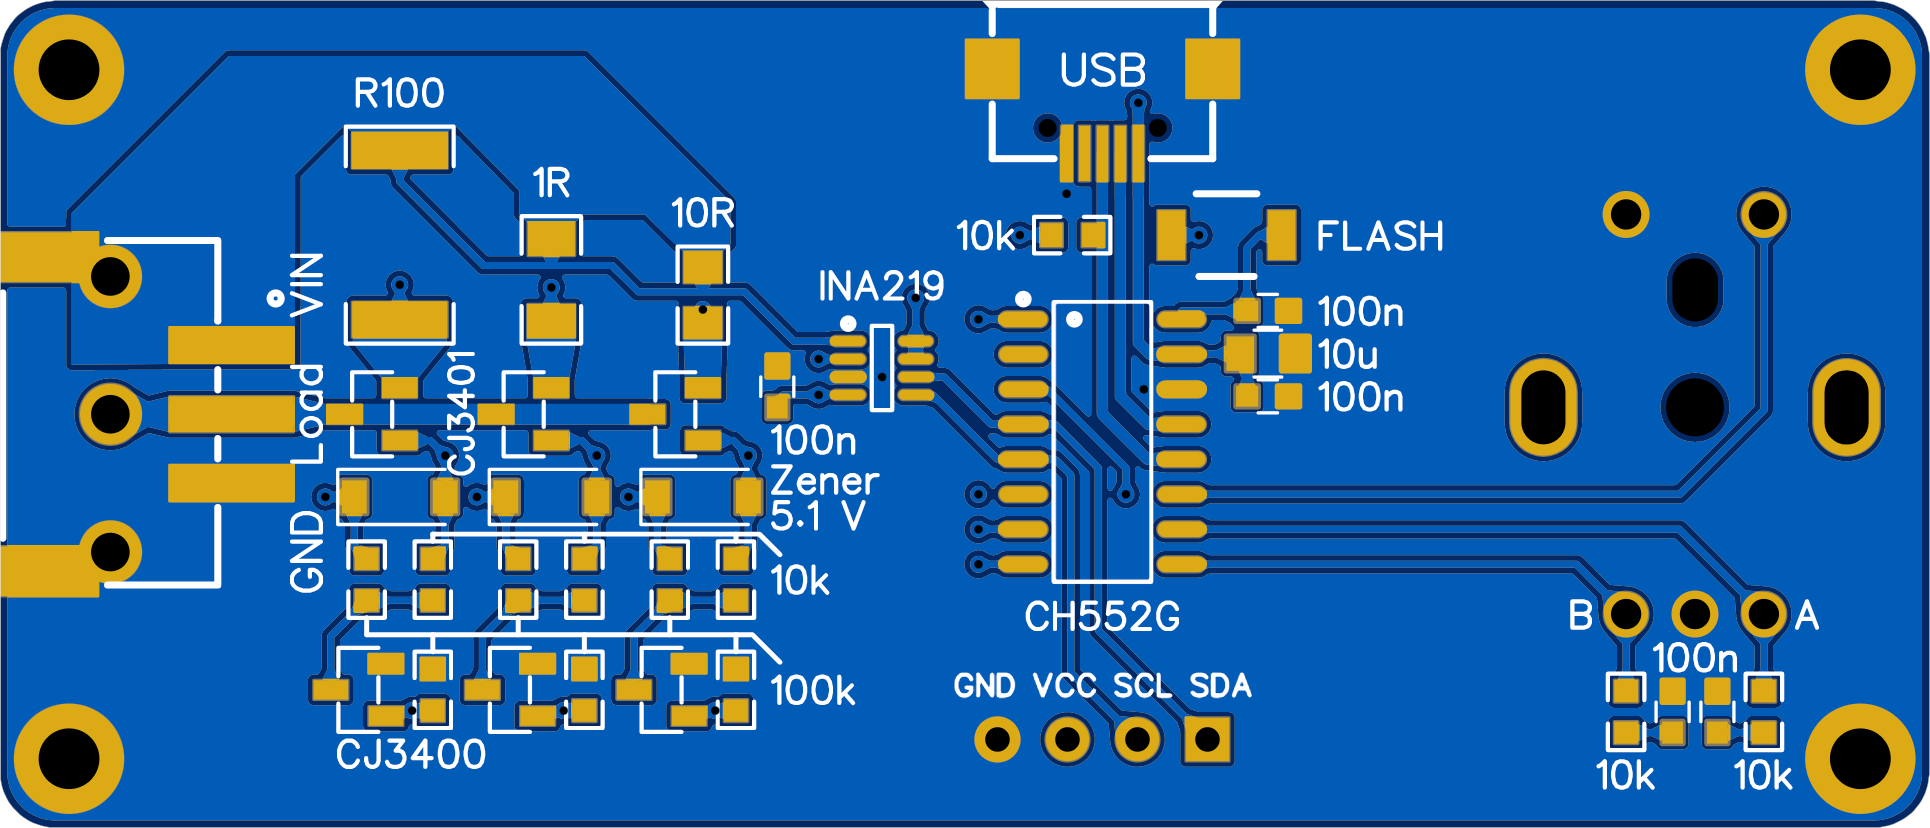 USB
R100
1R
10R
10k
FLASH
VIN
INA219
100n
10u
100n
Load
CJ3401
100n
Zener
5.1 V
GND
10k
CH552G
B
A
100n
GND VCC SCL SDA
100k
CJ3400
10k
10k